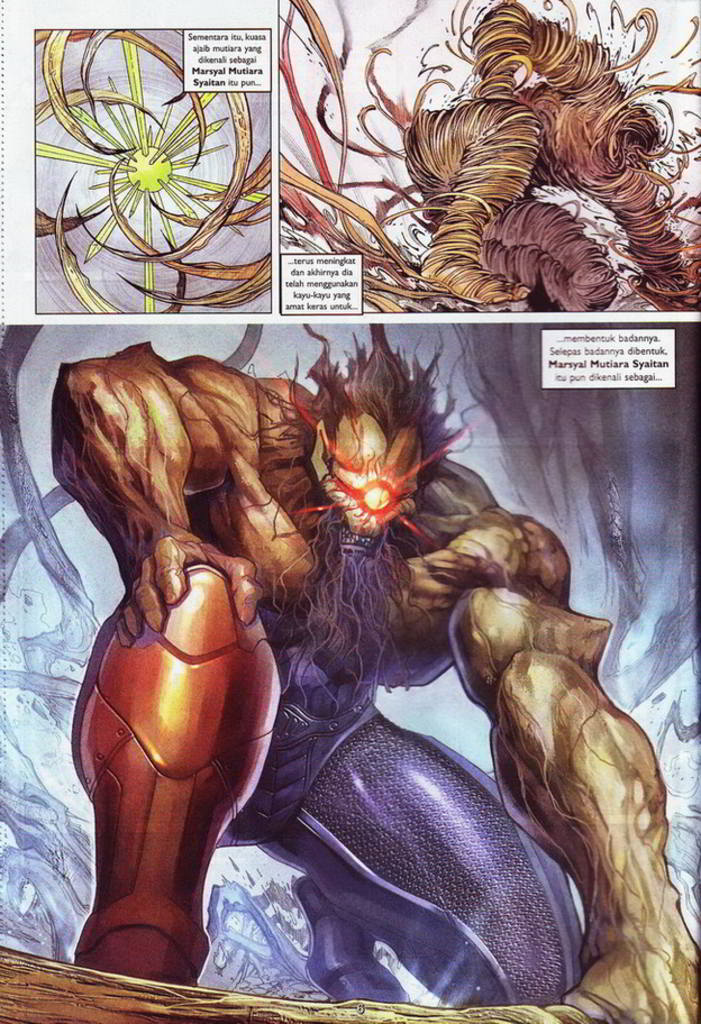 Sementara itu, kuasa
ajaib mutiara yang
dikenali sebagai
Marsyal Mutiara
Syaitan itu pun...
...terus meningkat
dan akhirnya dia
telah menggunakan
kayu-kayu yang
amat keras untuk...
...membentuk badannya.
Selepas badannya dibentuk,
Marsyal Mutiara Syaitan
itu pun dikenali sebagai...
6